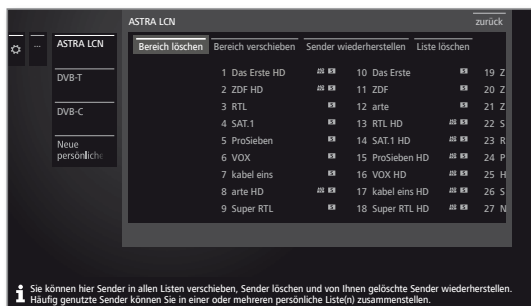 ASTRA LCN zurück
... ASTRA LCN
DVB-T
DVB-C
Neue
persönliche
Bereich löschen Bereich verschieben Sender wiederherstellen Liste löschen
1 Das Erste HD 10 Das Erste 19 Z
2 ZDF HD 11 ZDF 20 Z
3 RTL 12 arte 21 Z
4 SAT.1 13 RTL HD 22 S
5 ProSieben 14 SAT.1 HD 23 R
6 VOX 15 ProSieben HD 24 P
7 kabel eins 16 VOX HD 25 H
8 arte HD 17 kabel eins HD 26 S
9 Super RTL 18 Super RTL HD 27 N
Sie können hier Sender in allen Listen verschieben, Sender löschen und von Ihnen gelöschte Sender wiederherstellen.
Häufig genutzte Sender können Sie in einer oder mehreren persönliche Liste(n) zusammenstellen.